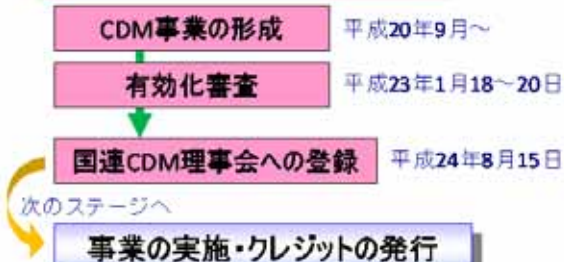 CDM事業の形成 平成20年9月～
有効化審査 平成23年1月18～20日
国連CDM理事会への登録 平成24年8月15日
次のステージへ
事業の実施・クレジットの発行